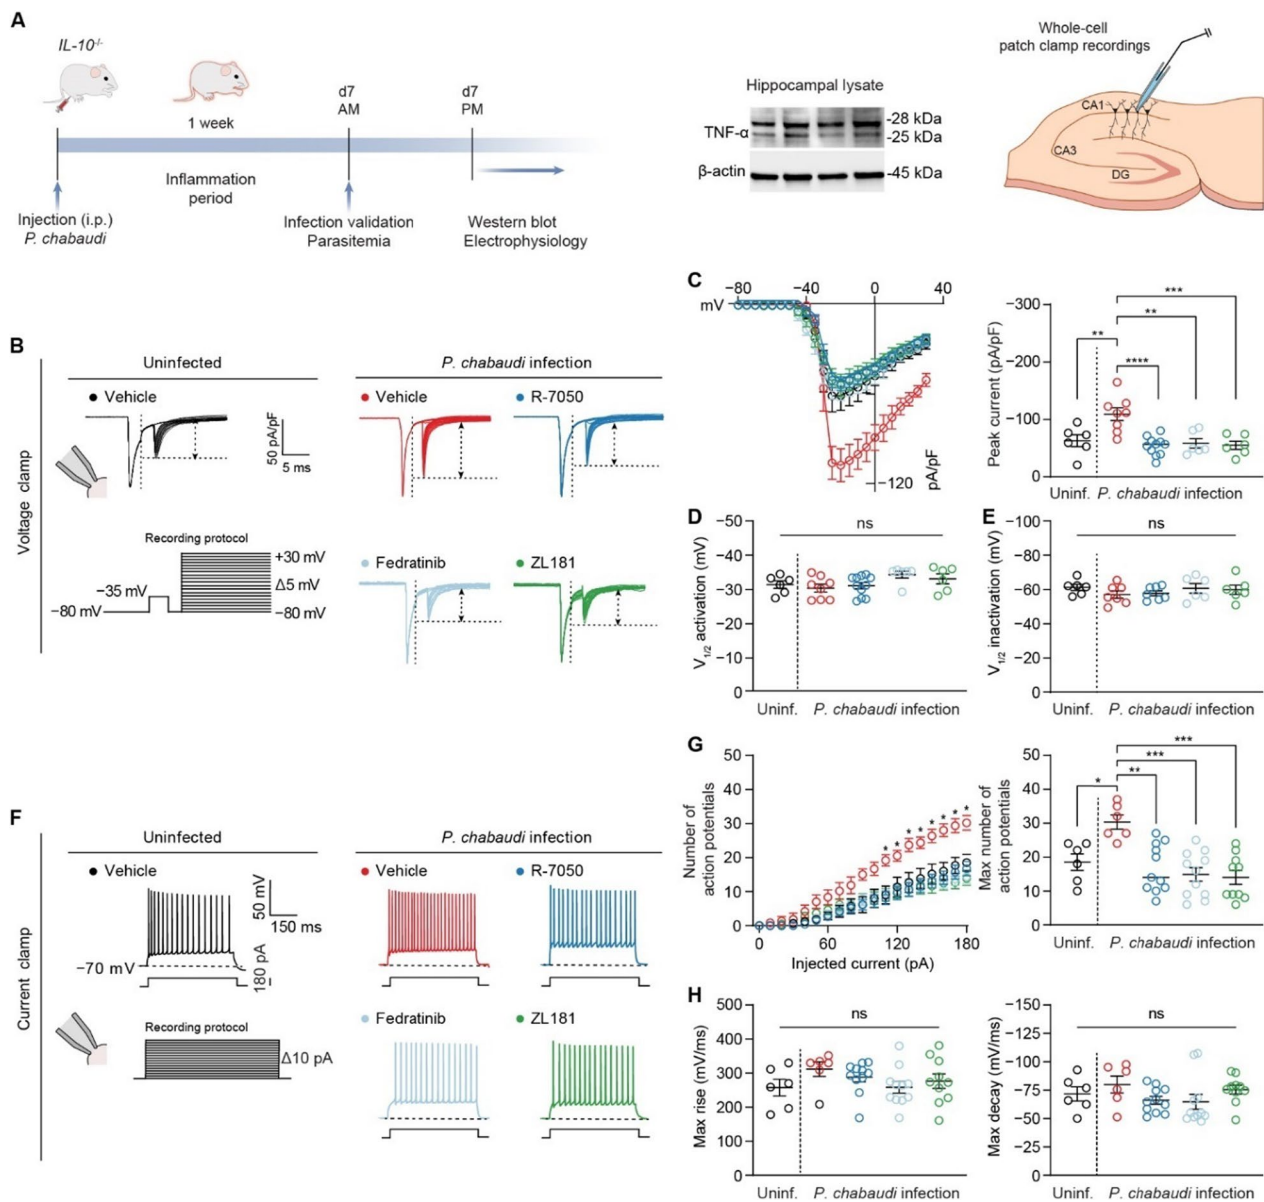 A
IL-10-/-
1 week
d7
AM
d7
PM
Inflammation
period
Injection (i.p.)
P. chabaudi
Infection validation
Parasitemia
Western blot
Electrophysiology
Hippocampal lysate
TNF-α
-28 kDa
-25 kDa
β-actin
-45 kDa
Whole-cell
patch clamp recordings
CA1
CA3
DG
B
Voltage clamp
Uninfected
P. chabaudi infection
Vehicle
50 pA/pF
5 ms
Vehicle
R-7050
Recording protocol
−35 mV
−80 mV
+30 mV
Δ5 mV
−80 mV
Fedratinib
ZL181
C
mV
−80
−40
0
40
−120
pA/pF
Peak current (pA/pF)
−300
−200
−100
0
**
****
**
***
Uninf.
P. chabaudi infection
D
V1/2 activation (mV)
−50
−40
−30
−20
−10
0
ns
Uninf.
P. chabaudi infection
E
V1/2 inactivation (mV)
−100
−80
−60
−40
−20
0
ns
Uninf.
P. chabaudi infection
F
Current clamp
Uninfected
P. chabaudi infection
Vehicle
50 mV
150 ms
−70 mV
180 pA
Vehicle
R-7050
Recording protocol
Δ10 pA
Fedratinib
ZL181
G
Number of
action potentials
50
40
30
20
10
0
* * * * * * * *
0
60
120
180
Injected current (pA)
Max number of
action potentials
50
40
30
20
10
0
*
**
***
***
Uninf.
P. chabaudi infection
H
Max rise (mV/ms)
500
400
300
200
100
0
ns
Uninf.
P. chabaudi infection
Max decay (mV/ms)
−150
−125
−100
−75
−50
−25
0
ns
Uninf.
P. chabaudi infection